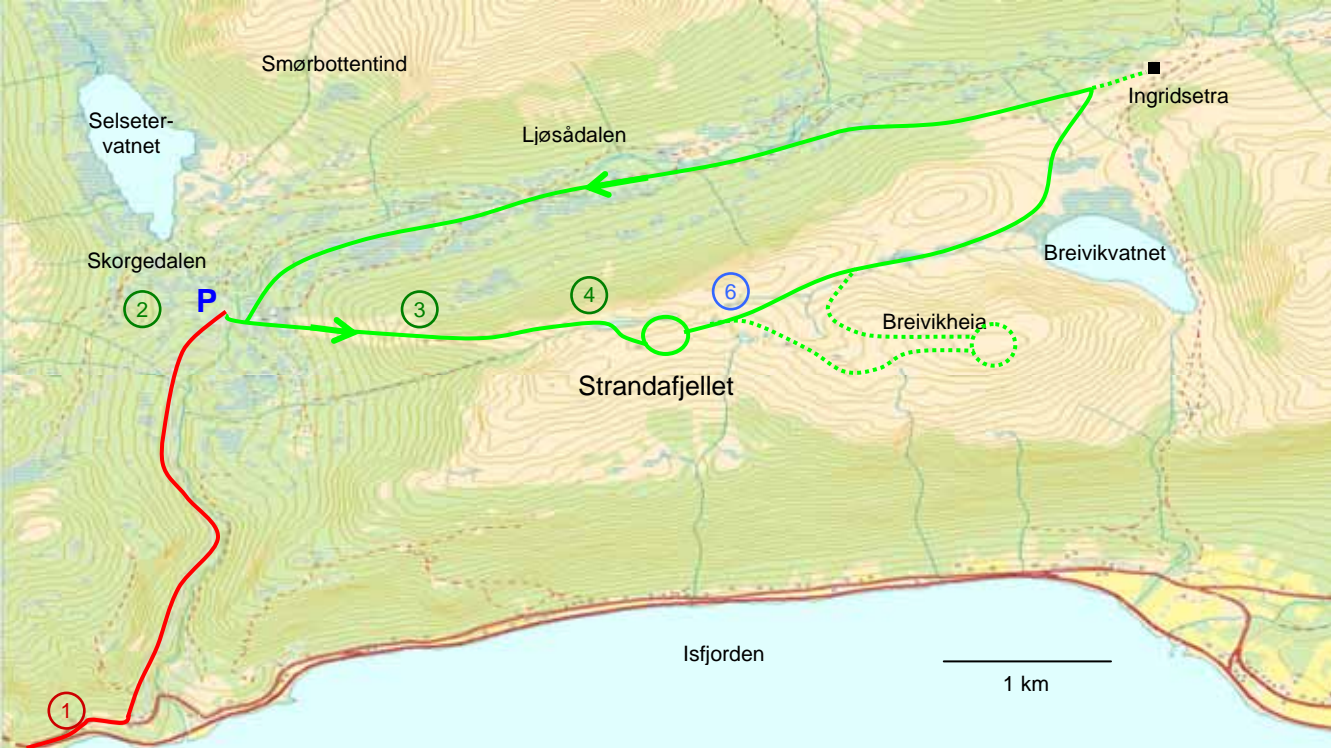 Smørbottentind
Ingridsetra
Selseter-
vatnet
Ljøsådalen
Skorgedalen
Breivikvatnet
2
P
3
4
6
Breivikheia
Strandafjellet
Isfjorden
1 km
1